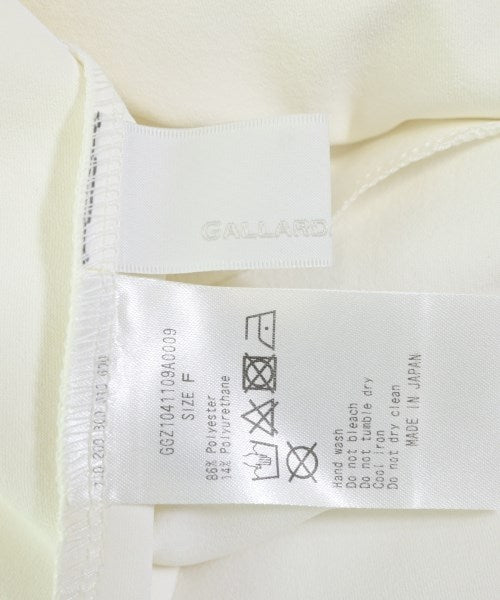 GALLARD
GGZ1041109A0009
SIZE F
86% Polyester
14% Polyurethane
Hand wash
Do not bleach
Do not tumble dry
Cool iron
Do not dry clean
MADE IN JAPAN